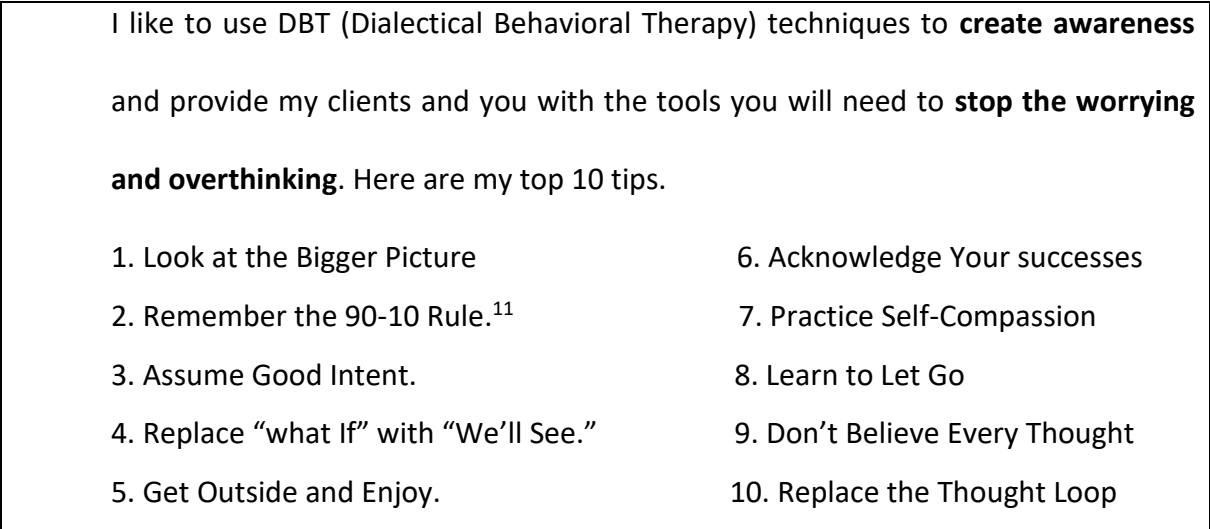 I like to use DBT (Dialectical Behavioral Therapy) techniques to create awareness
and provide my clients and you with the tools you will need to stop the worrying
and overthinking. Here are my top 10 tips.
1. Look at the Bigger Picture
2. Remember the 90-10 Rule.11
3. Assume Good Intent.
4. Replace “what If” with “We’ll See.”
5. Get Outside and Enjoy.
6. Acknowledge Your successes
7. Practice Self-Compassion
8. Learn to Let Go
9. Don’t Believe Every Thought
10. Replace the Thought Loop